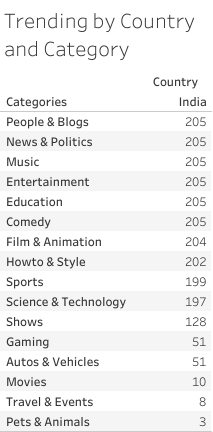 Trending by Country
and Category
Country
Categories India
People & Blogs 205
News & Politics 205
Music 205
Entertainment 205
Education 205
Comedy 205
Film & Animation 204
Howto & Style 202
Sports 199
Science & Technology 197
Shows 128
Gaming 51
Autos & Vehicles 51
Movies 10
Travel & Events 8
Pets & Animals 3